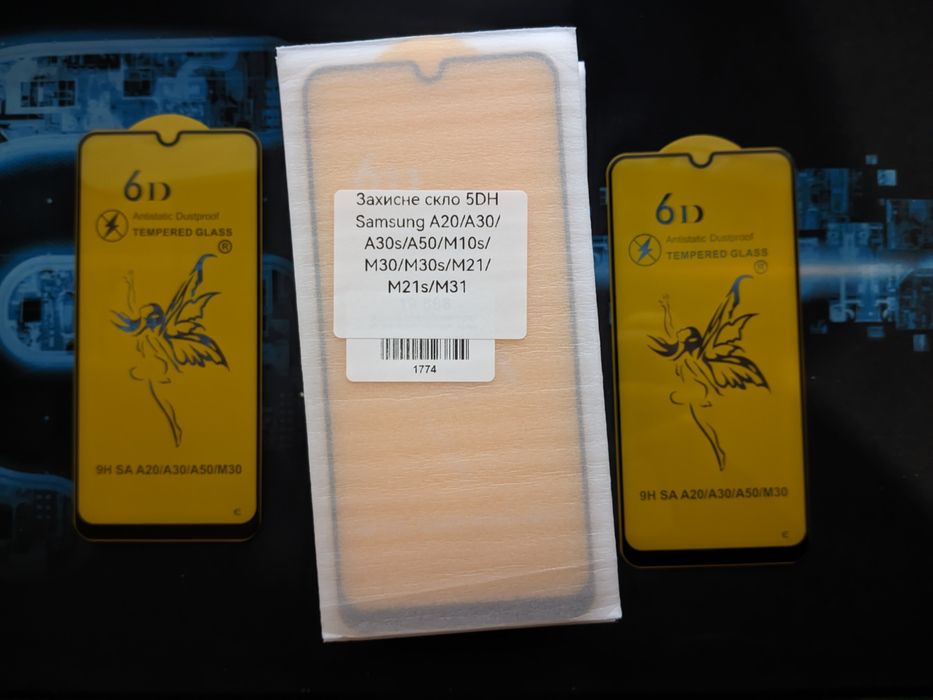 6D
Antistatic Dustproof
TEMPERED GLASS
®
9H SA A20/A30/A50/M30
Захисне скло 5DH
Samsung A20/A30/
A30s/A50/M10s/
M30/M30s/M21/
M21s/M31
1774
6D
Antistatic Dustproof
TEMPERED GLASS
®
9H SA A20/A30/A50/M30